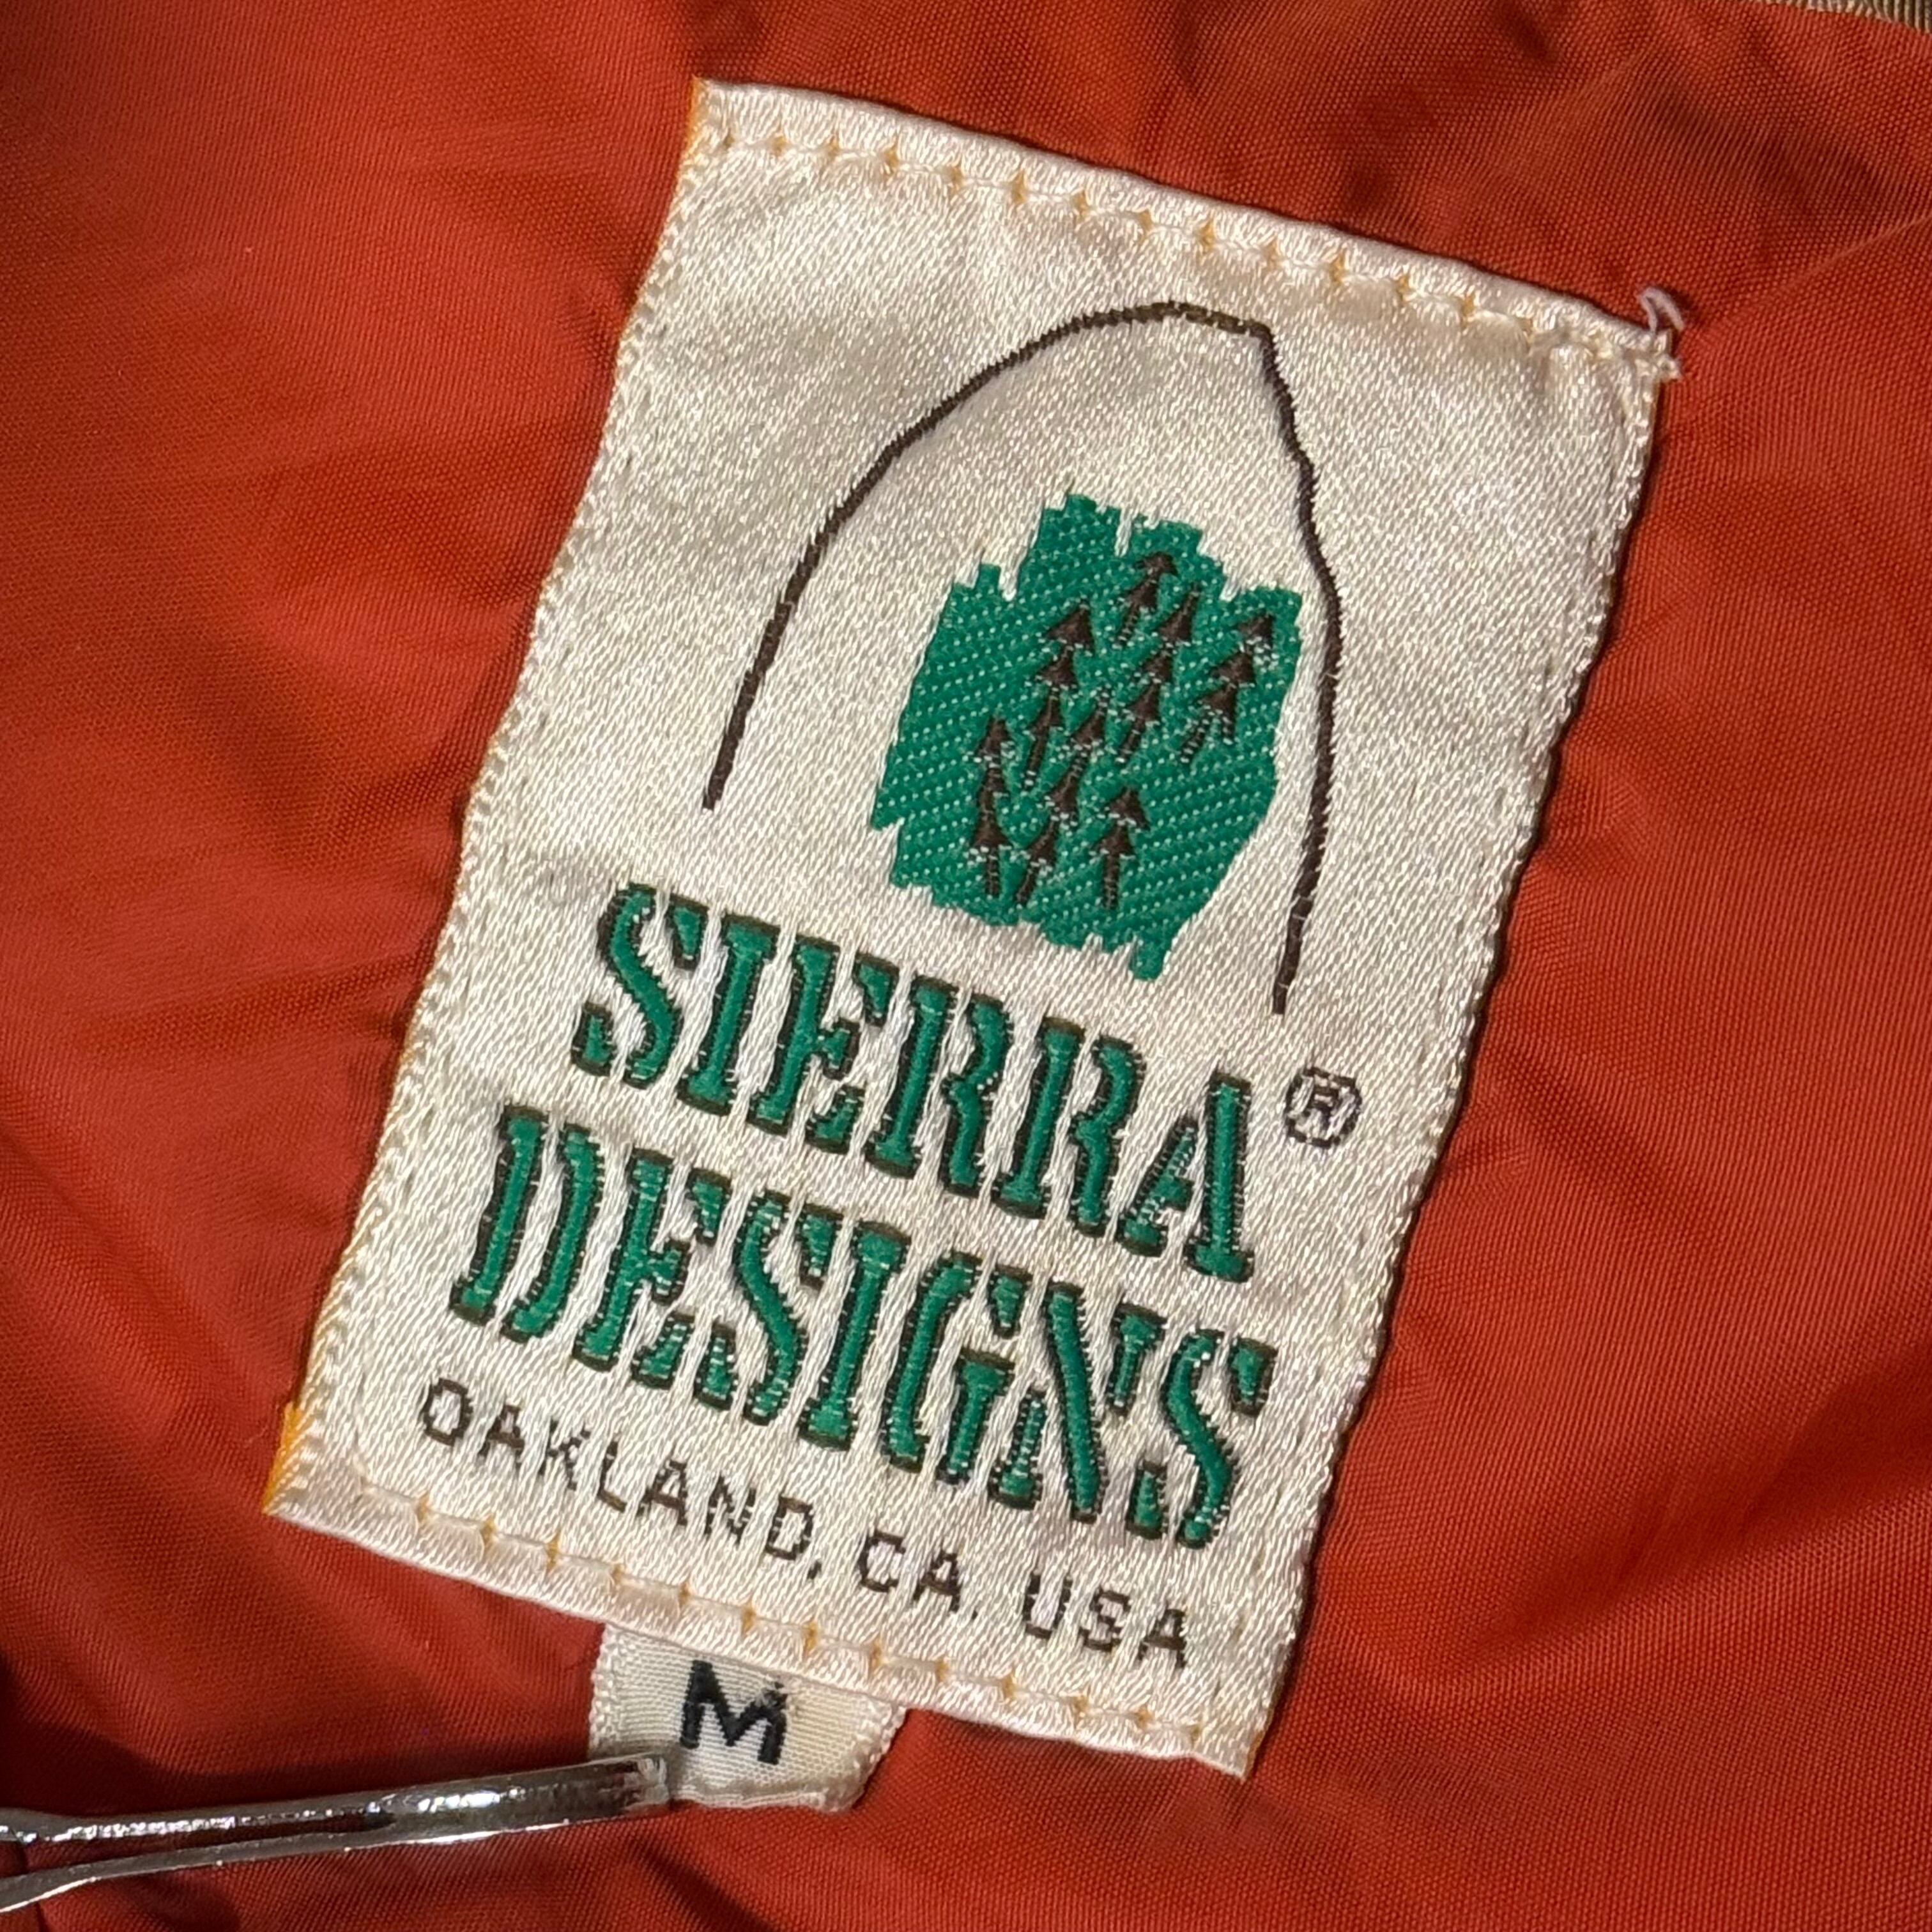 SIERRA ®
DESIGNS
OAKLAND, CA. USA
M